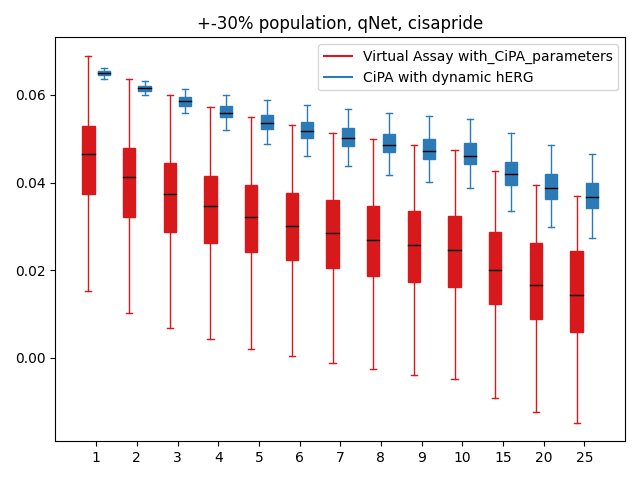 +-30% population, qNet, cisapride
Virtual Assay with_CiPA_parameters
CiPA with dynamic hERG
0.06
0.04
0.02
0.00
1 2 3 4 5 6 7 8 9 10 15 20 25